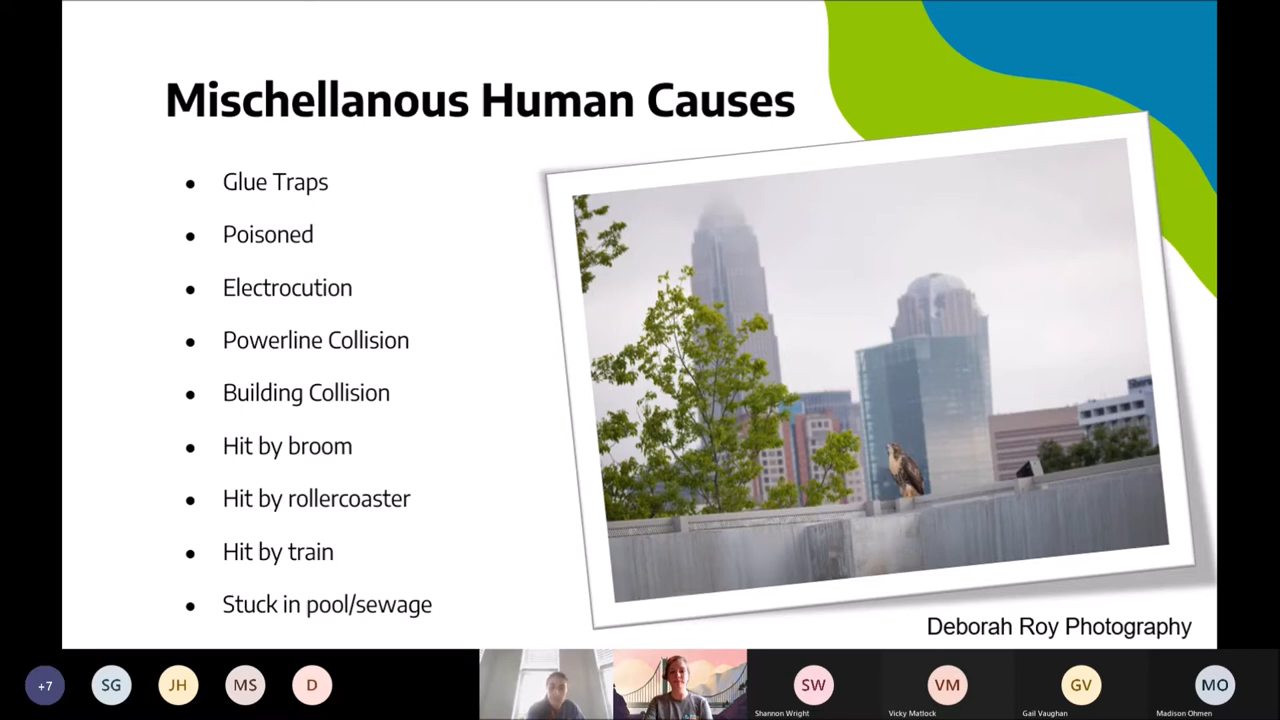 Mischellanous Human Causes
• Glue Traps
• Poisoned
• Electrocution
• Powerline Collision
• Building Collision
• Hit by broom
• Hit by rollercoaster
• Hit by train
• Stuck in pool/sewage
Deborah Roy Photography
+7
SG
JH
MS
D
SW
VM
GV
MO
Shannon Wright
Vicky Matlock
Gail Vaughan
Madison Ohmen